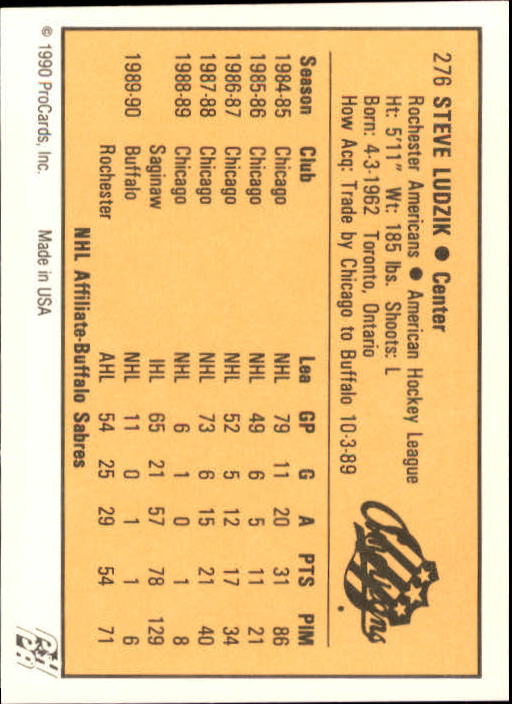 276 STEVE LUDZIK ● Center
Rochester Americans ● American Hockey League
Ht: 5'11" Wt: 185 lbs. Shoots: L
Born: 4-3-1962 Toronto, Ontario
How Acq: Trade by Chicago to Buffalo 10-3-89
Americans
Season Club Lea GP G A PTS PIM
1984-85 Chicago NHL 79 11 20 31 86
1985-86 Chicago NHL 49 6 5 11 21
1986-87 Chicago NHL 52 5 12 17 34
1987-88 Chicago NHL 73 6 15 21 40
1988-89 Chicago NHL 6 1 0 1 8
Saginaw IHL 65 21 57 78 129
1989-90 Buffalo NHL 11 0 1 1 6
Rochester AHL 54 25 29 54 71
NHL Affiliate-Buffalo Sabres
© 1990 ProCards, Inc. Made in USA